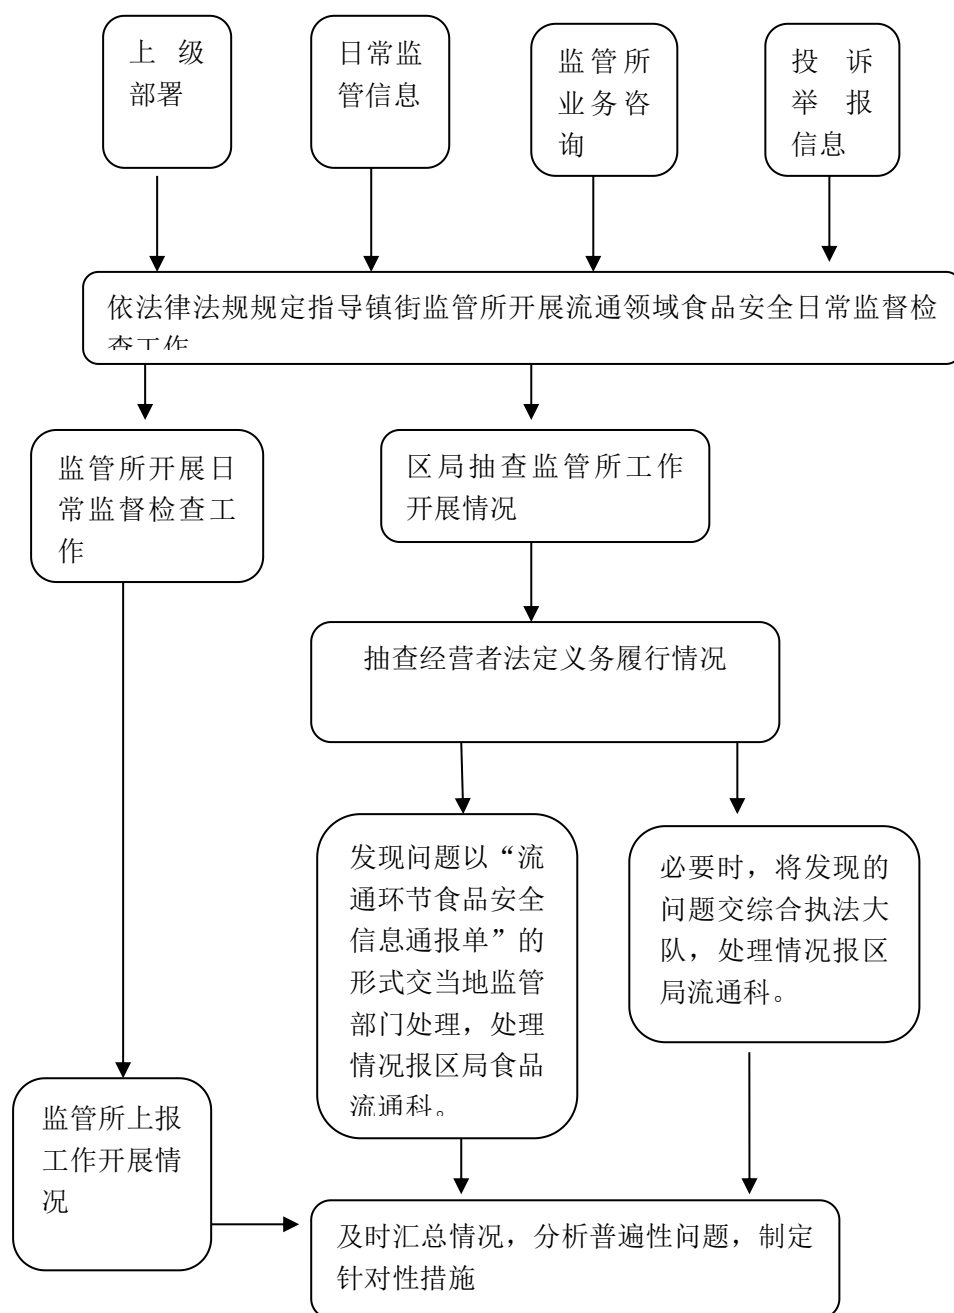 上 级
部署
日常监
管信息
监管所
业务咨
询
投 诉
举 报
信息
依法律法规规定指导镇街监管所开展流通领域食品安全日常监督检
查工作
监管所开展日
常监督检查工
作
区局抽查监管所工作
开展情况
抽查经营者法定义务履行情况
发现问题以“流
通环节食品安全
信息通报单”的
形式交当地监管
部门处理，处理
情况报区局食品
流通科。
必要时，将发现的
问题交综合执法大
队，处理情况报区
局流通科。
监管所上报
工作开展情
况
及时汇总情况，分析普遍性问题，制定
针对性措施